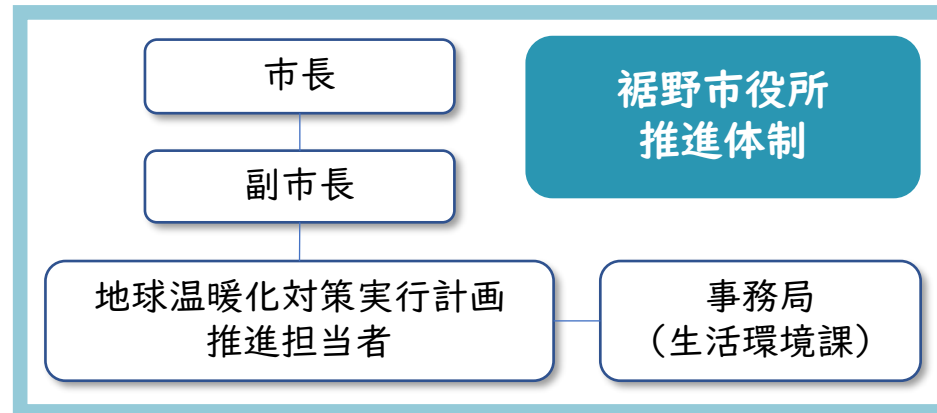 市長
裾野市役所
推進体制
副市長
地球温暖化対策実行計画
推進担当者
事務局
（生活環境課）